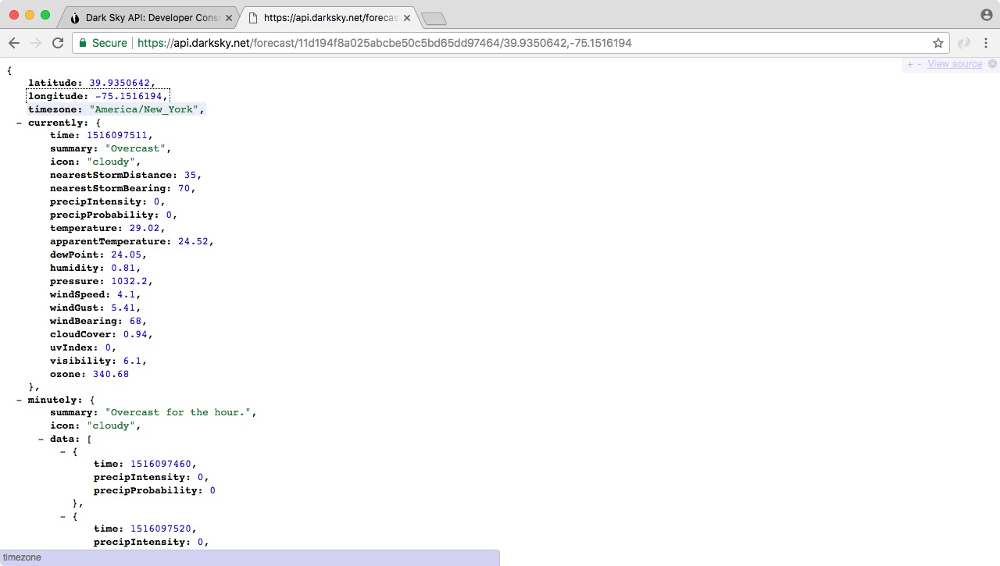 Dark Sky API: Developer Cons
https://api.darksky.net/forecas
Secure
https://api.darksky.net/forecast/11d194f8a025abcbe50c5bd65dd97464/39.9350642,-75.1516194
+ - View source
{
latitude: 39.9350642,
longitude: -75.1516194,
timezone: "America/New_York",
- currently: {
time: 1516097511,
summary: "Overcast",
icon: "cloudy",
nearestStormDistance: 35,
nearestStormBearing: 70,
precipIntensity: 0,
precipProbability: 0,
temperature: 29.02,
apparentTemperature: 24.52,
dewPoint: 24.05,
humidity: 0.81,
pressure: 1032.2,
windSpeed: 4.1,
windGust: 5.41,
windBearing: 68,
cloudCover: 0.94,
uvIndex: 0,
visibility: 6.1,
ozone: 340.68
},
- minutely: {
summary: "Overcast for the hour.",
icon: "cloudy",
- data: [
- {
time: 1516097460,
precipIntensity: 0,
precipProbability: 0
},
- {
time: 1516097520,
precipIntensity: 0,
timezone